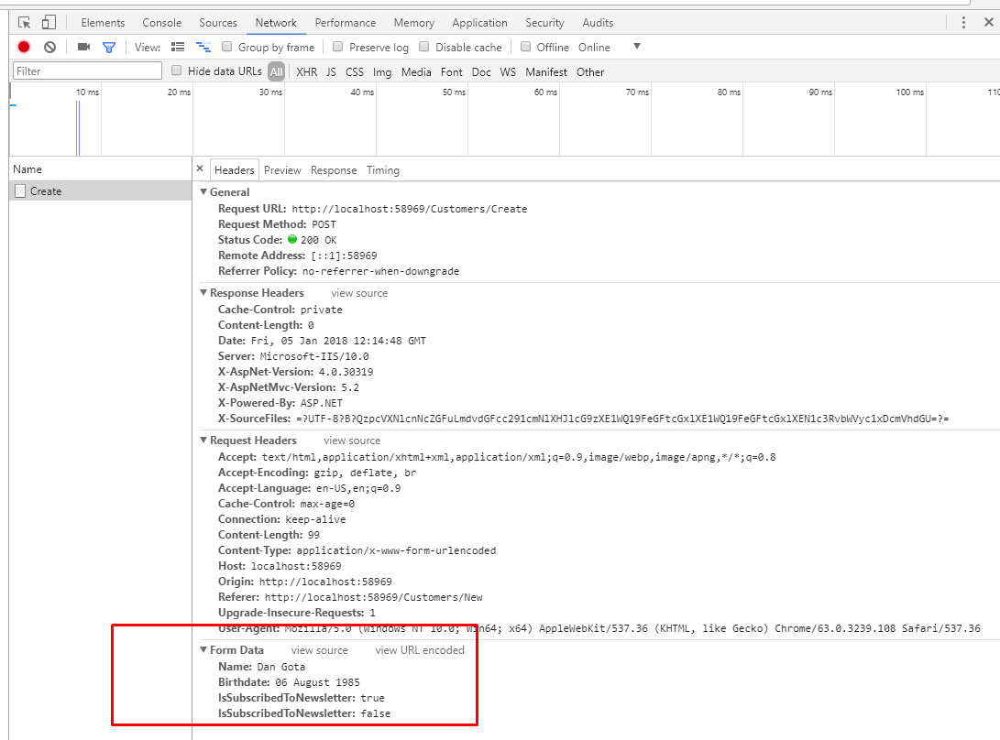 Elements Console Sources Network Performance Memory Application Security Audits
View: Group by frame Preserve log Disable cache Offline Online
Filter Hide data URLs All XHR JS CSS Img Media Font Doc WS Manifest Other
10 ms 20 ms 30 ms 40 ms 50 ms 60 ms 70 ms 80 ms 90 ms 100 ms 110
Name
Create
Headers Preview Response Timing
General
Request URL: http://localhost:58969/Customers/Create
Request Method: POST
Status Code: 200 OK
Remote Address: [::1]:58969
Referrer Policy: no-referrer-when-downgrade
Response Headers view source
Cache-Control: private
Content-Length: 0
Date: Fri, 05 Jan 2018 12:14:48 GMT
Server: Microsoft-IIS/10.0
X-AspNet-Version: 4.0.30319
X-AspNetMvc-Version: 5.2
X-Powered-By: ASP.NET
X-SourceFiles: =?UTF-8?B?QzpcVXNlcnNcZGFuLmdvdGFcc291cmNlXHJlcG9zXE1WQ19FeGFtcGxlXE1WQ19FeGFtcGxlXEN1c3RvbWVyc1xDcmVhdGU=?=
Request Headers view source
Accept: text/html,application/xhtml+xml,application/xml;q=0.9,image/webp,image/apng,*/*;q=0.8
Accept-Encoding: gzip, deflate, br
Accept-Language: en-US,en;q=0.9
Cache-Control: max-age=0
Connection: keep-alive
Content-Length: 99
Content-Type: application/x-www-form-urlencoded
Host: localhost:58969
Origin: http://localhost:58969
Referer: http://localhost:58969/Customers/New
Upgrade-Insecure-Requests: 1
User-Agent: Mozilla/5.0 (Windows NT 10.0; Win64; x64) AppleWebKit/537.36 (KHTML, like Gecko) Chrome/63.0.3239.108 Safari/537.36
Form Data view source view URL encoded
Name: Dan Gota
Birthdate: 06 August 1985
IsSubscribedToNewsletter: true
IsSubscribedToNewsletter: false